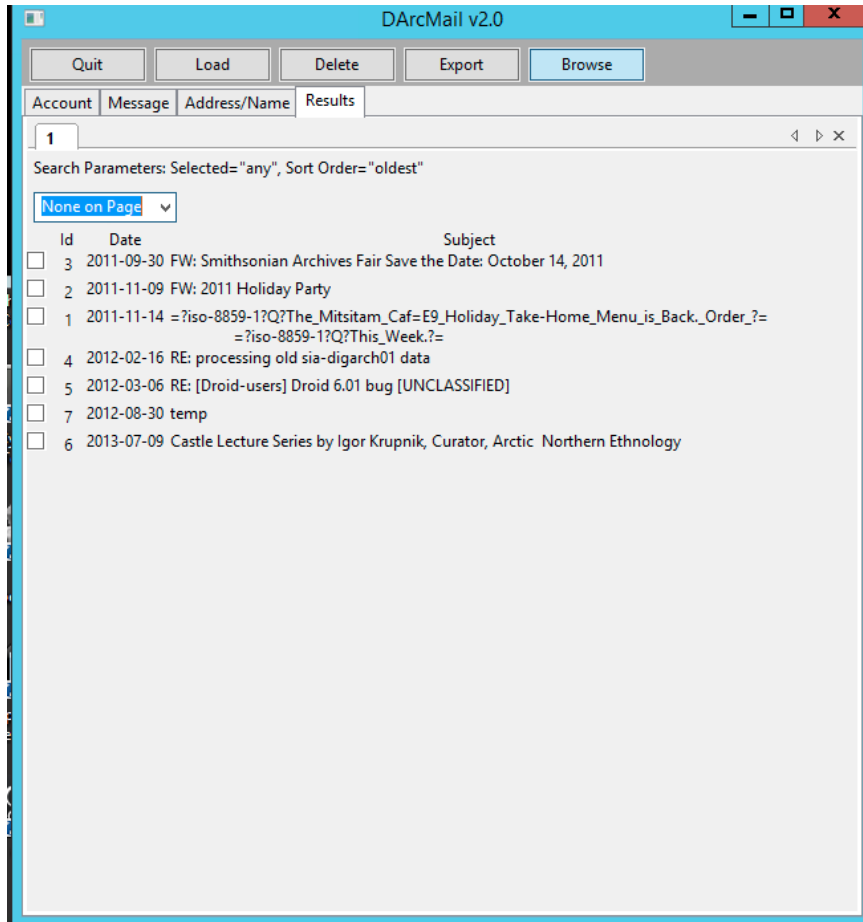 DArcMail v2.0
Quit Load Delete Export Browse
Account Message Address/Name Results
1
Search Parameters: Selected="any", Sort Order="oldest"
None on Page
Id Date Subject
3 2011-09-30 FW: Smithsonian Archives Fair Save the Date: October 14, 2011
2 2011-11-09 FW: 2011 Holiday Party
1 2011-11-14 =?iso-8859-1?Q?The_Mitsitam_Caf=E9_Holiday_Take-Home_Menu_is_Back._Order_?=
=?iso-8859-1?Q?This_Week.?=
4 2012-02-16 RE: processing old sia-digarch01 data
5 2012-03-06 RE: [Droid-users] Droid 6.01 bug [UNCLASSIFIED]
7 2012-08-30 temp
6 2013-07-09 Castle Lecture Series by Igor Krupnik, Curator, Arctic  Northern Ethnology